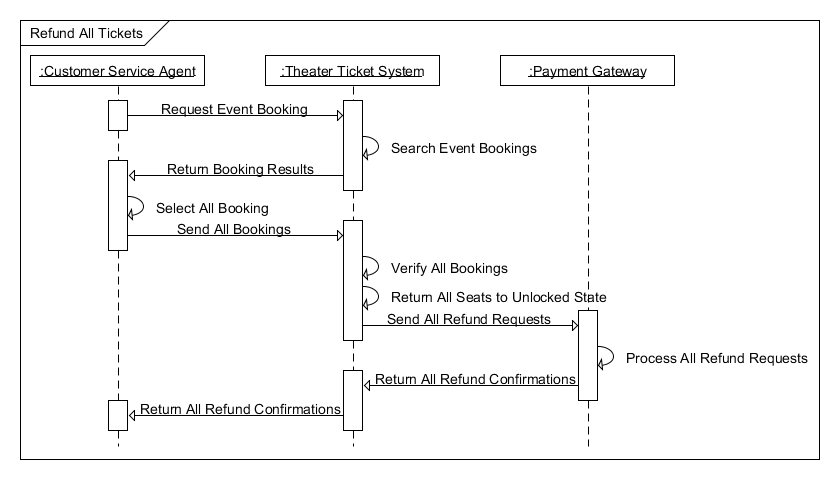 Refund All Tickets
:Customer Service Agent
:Theater Ticket System
:Payment Gateway
Request Event Booking
Search Event Bookings
Return Booking Results
Select All Booking
Send All Bookings
Verify All Bookings
Return All Seats to Unlocked State
Send All Refund Requests
Process All Refund Requests
Return All Refund Confirmations
Return All Refund Confirmations